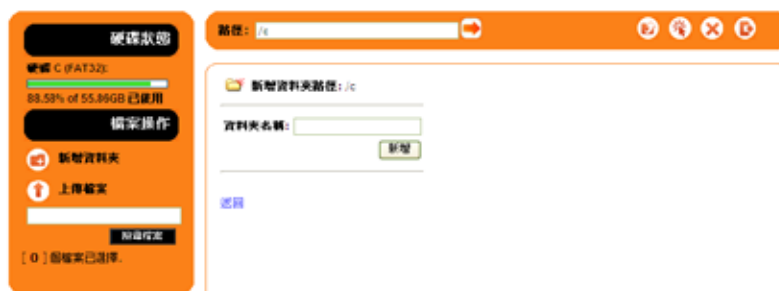 硬碟狀態
硬碟 C (FAT32):
88.58% of 55.86GB 已使用
檔案操作
新增資料夾
上傳檔案
[ 0 ] 個檔案已選擇.
路徑: /c
新增資料夾路徑: /c
資料夾名稱:
新增
返回